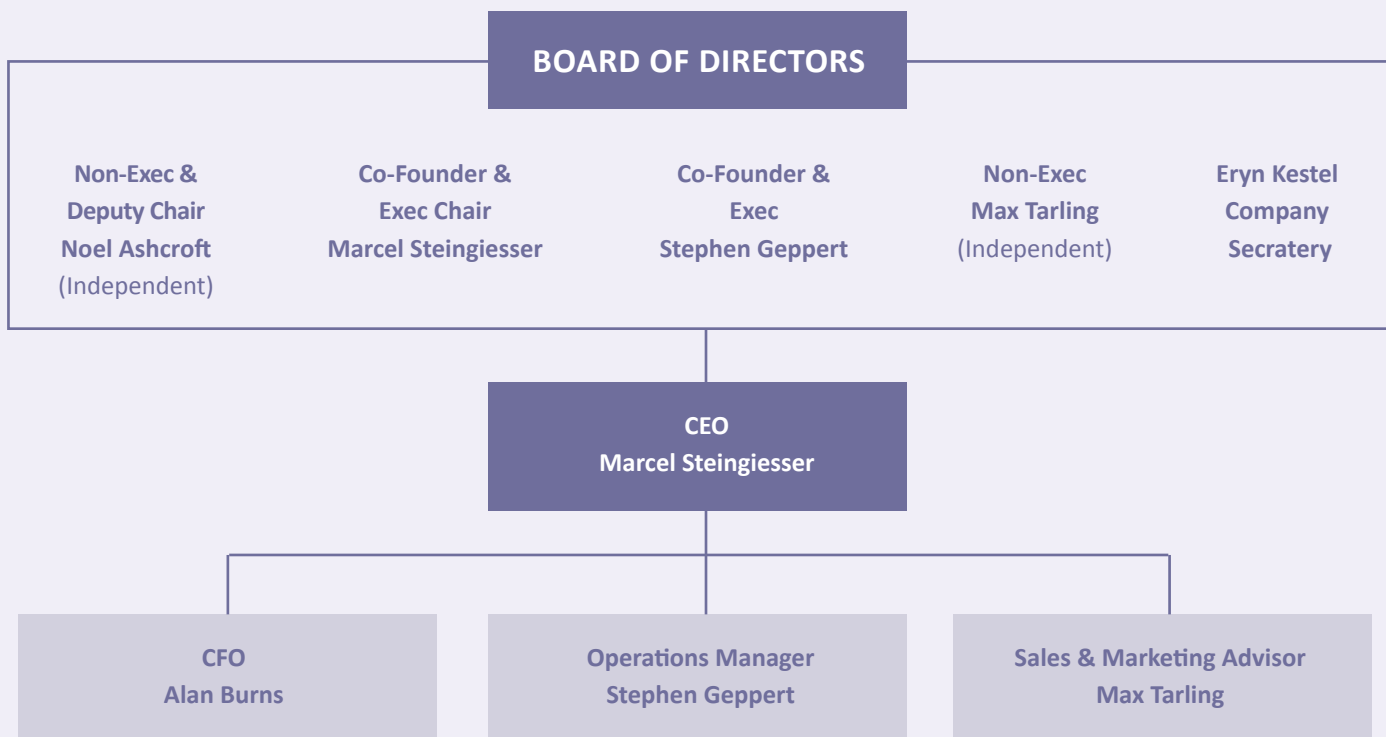 BOARD OF DIRECTORS
Non-Exec &
Deputy Chair
Noel Ashcroft
(Independent)
Co-Founder &
Exec Chair
Marcel Steingiesser
Co-Founder &
Exec
Stephen Geppert
Non-Exec
Max Tarling
(Independent)
Eryn Kestel
Company
Secratery
CEO
Marcel Steingiesser
CFO
Alan Burns
Operations Manager
Stephen Geppert
Sales & Marketing Advisor
Max Tarling